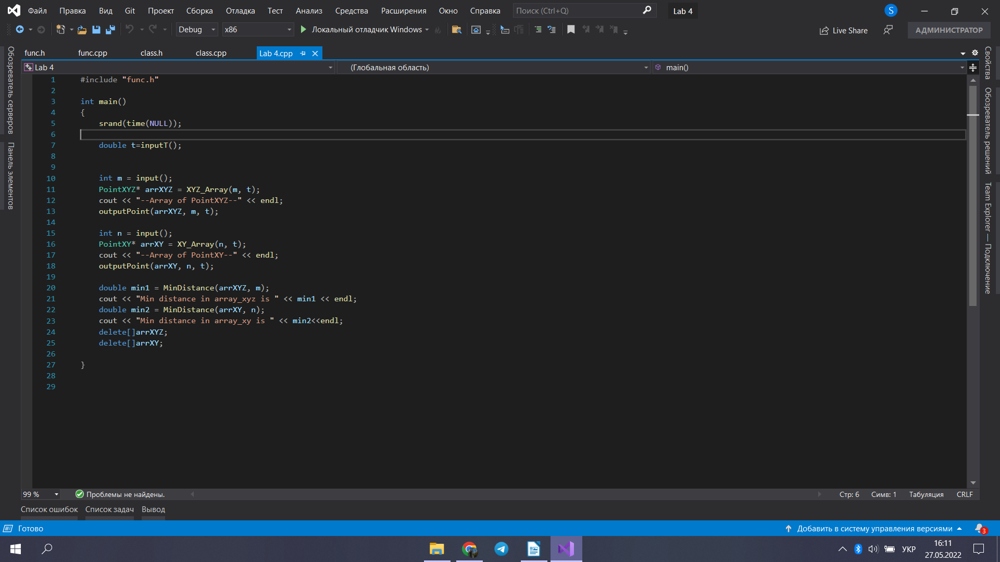 Файл Правка Вид Git Проект Сборка Отладка Тест Анализ Средства Расширения Окно Справка Поиск (Ctrl+Q) Lab 4 S
Debug x86 Локальный отладчик Windows Live Share АДМИНИСТРАТОР
func.h func.cpp class.h class.cpp Lab 4.cpp
Lab 4 (Глобальная область) main()
Обозреватель серверов
Панель элементов
1 #include "func.h"
2
3 int main()
4 {
5 srand(time(NULL));
6
7 double t=inputT();
8
9
10 int m = input();
11 PointXYZ* arrXYZ = XYZ_Array(m, t);
12 cout << "--Array of PointXYZ--" << endl;
13 outputPoint(arrXYZ, m, t);
14
15 int n = input();
16 PointXY* arrXY = XY_Array(n, t);
17 cout << "--Array of PointXY--" << endl;
18 outputPoint(arrXY, n, t);
19
20 double min1 = MinDistance(arrXYZ, m);
21 cout << "Min distance in array_xyz is " << min1 << endl;
22 double min2 = MinDistance(arrXY, n);
23 cout << "Min distance in array_xy is " << min2<<endl;
24 delete[]arrXYZ;
25 delete[]arrXY;
26
27 }
28
29
Свойства
Обозреватель решений
Team Explorer — Подключение
99 % Проблемы не найдены. Стр: 6 Симв: 1 Табуляция CRLF
Список ошибок Список задач Вывод
Готово Добавить в систему управления версиями 3
УКР 16:11
27.05.2022